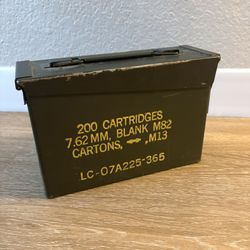 200 CARTRIDGES
7.62 MM, BLANK M82
CARTONS, , M13
LC-07A225-365